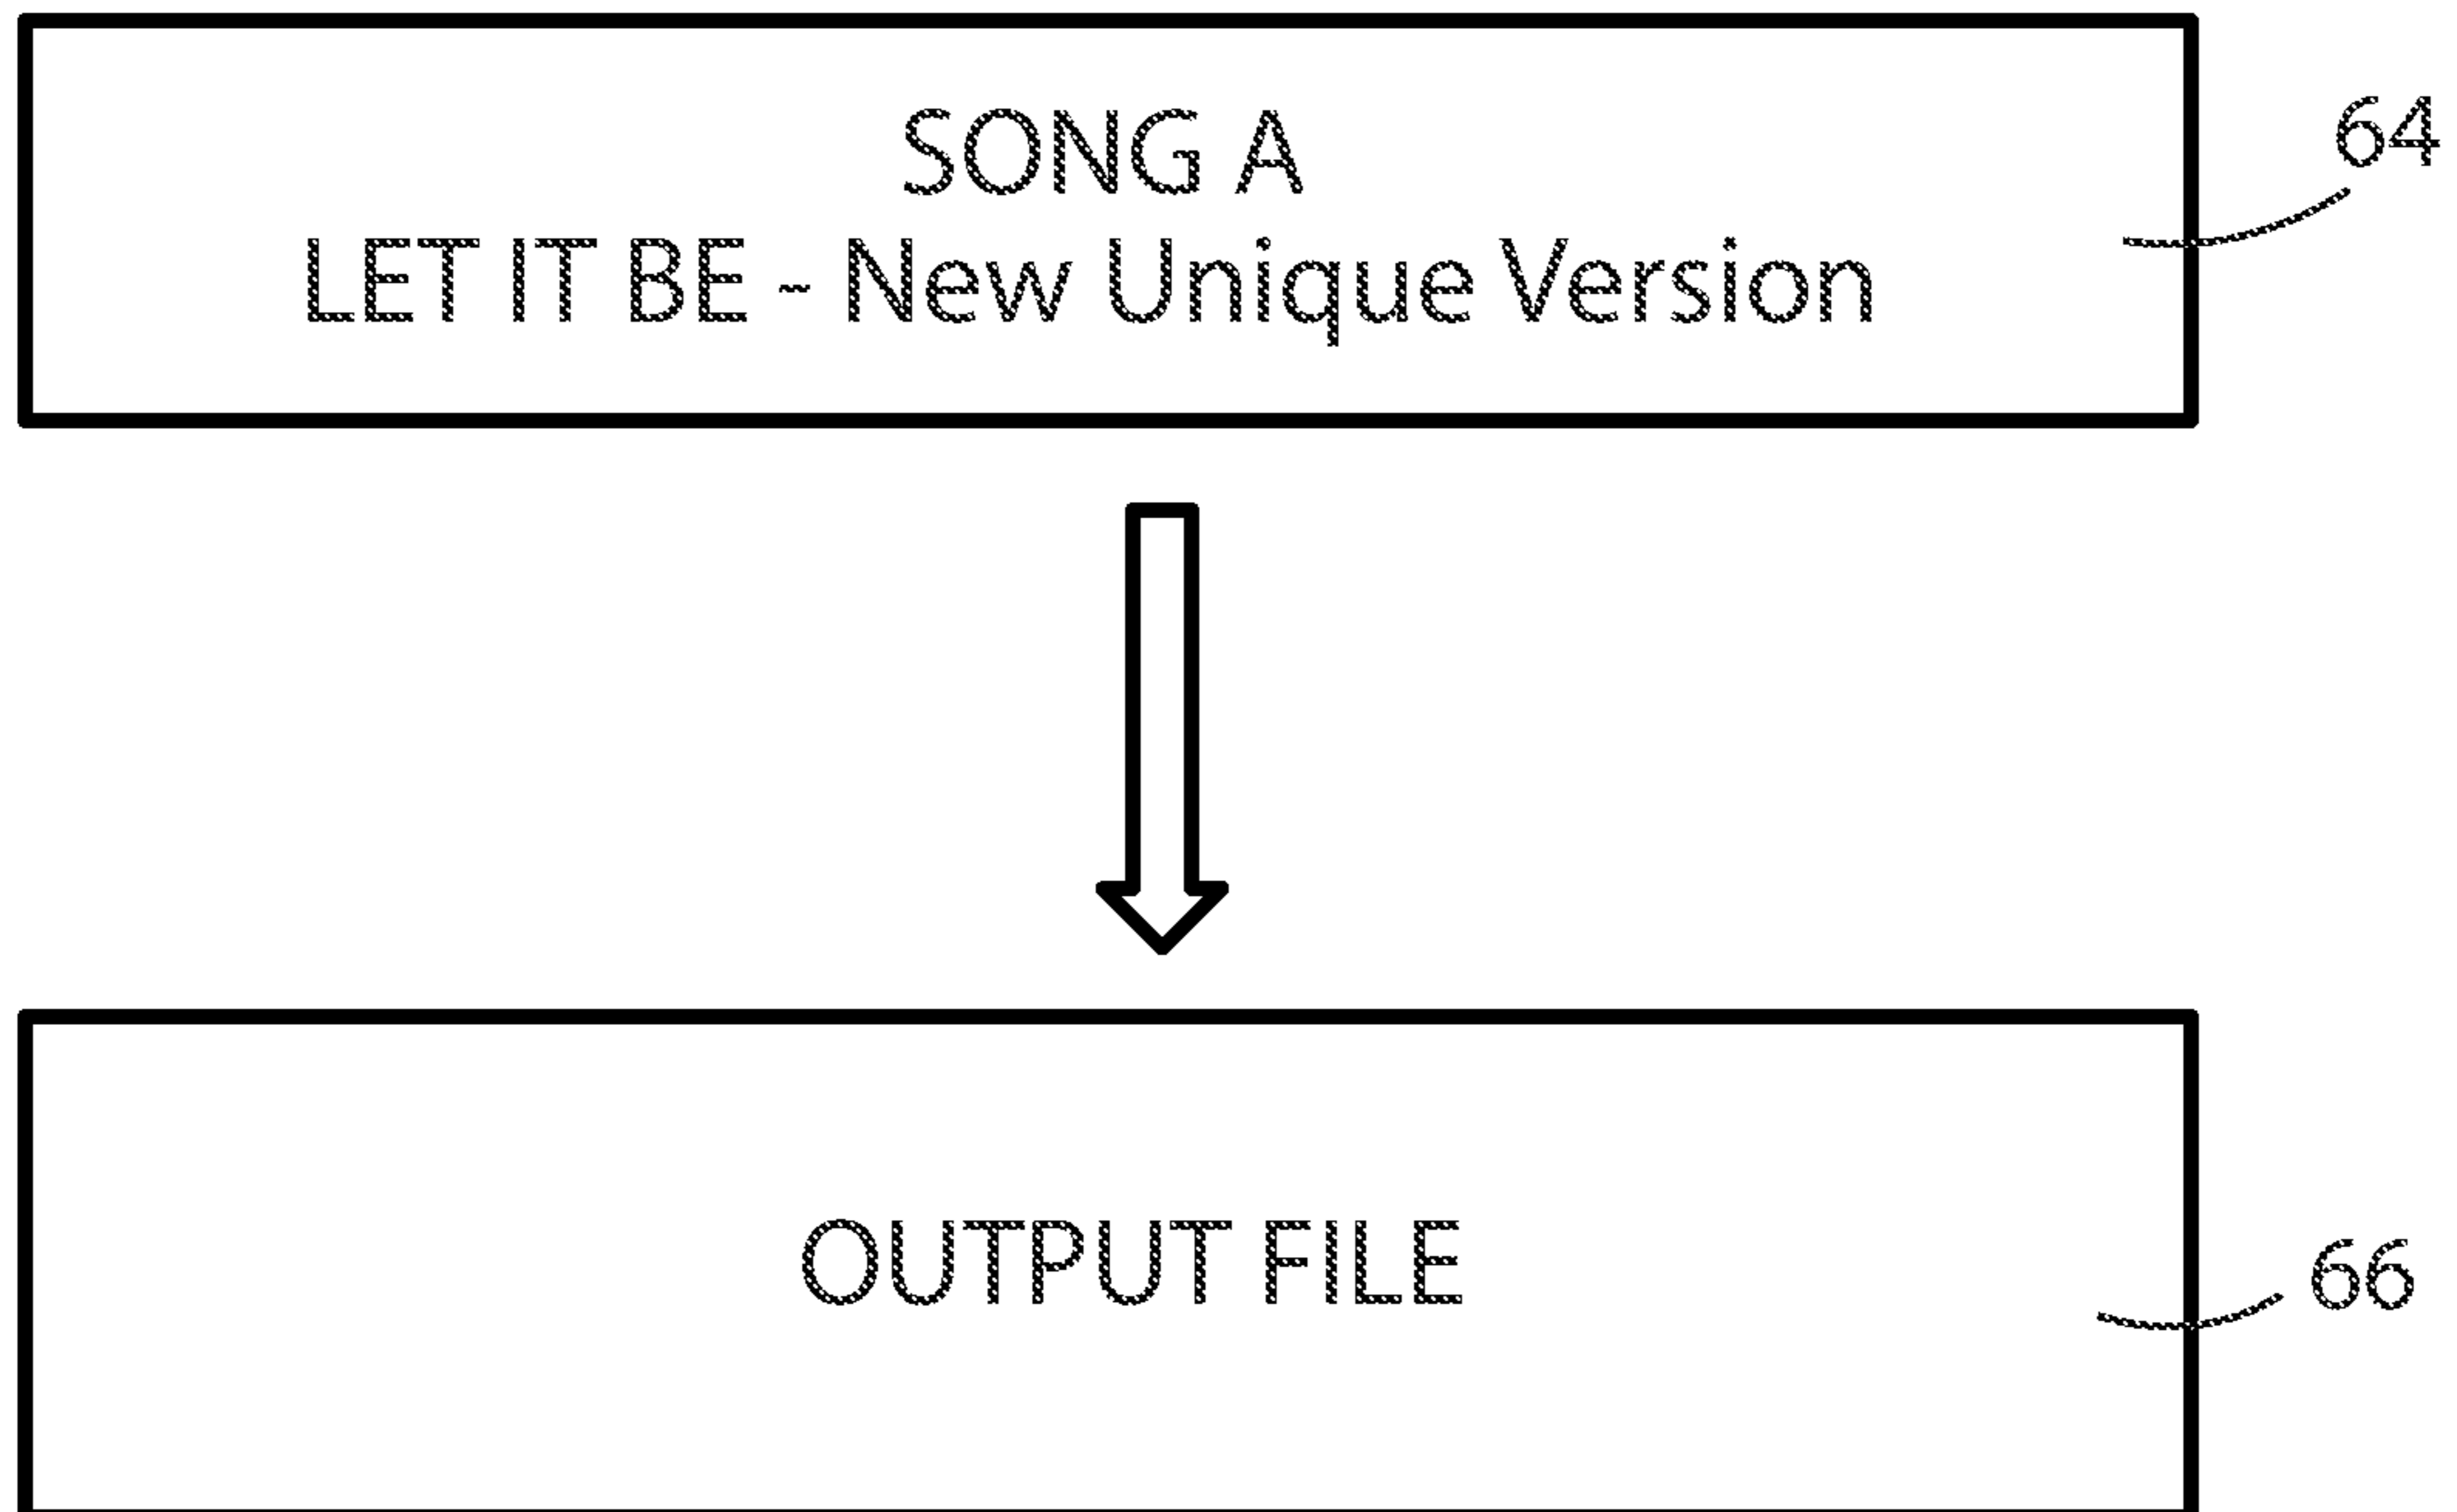 SONG A
64
LET IT BE - New Unique Version
OUTPUT FILE
66